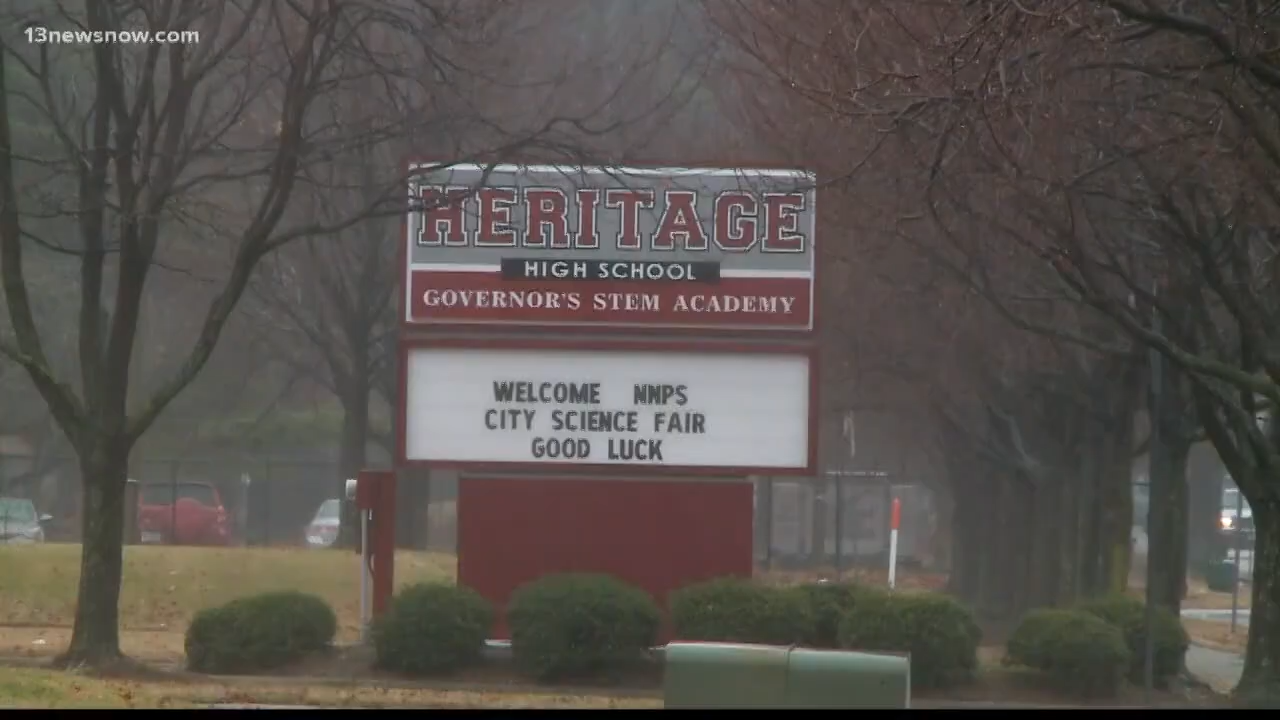 13newsnow.com
HERITAGE
HIGH SCHOOL
GOVERNOR'S STEM ACADEMY
WELCOME NNPS
CITY SCIENCE FAIR
GOOD LUCK